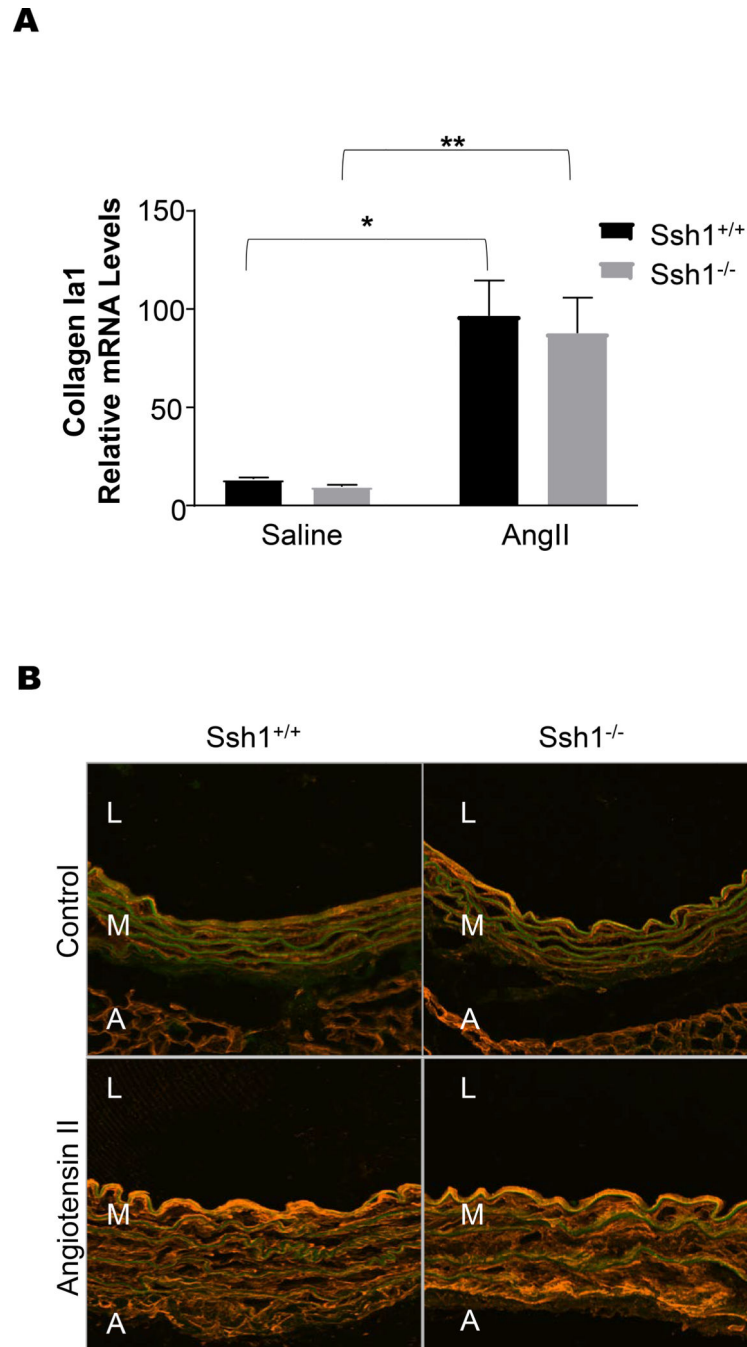 A
**
150
*
Ssh1+/+
Ssh1-/-
100
50
0
Collagen Ia1
Relative mRNA Levels
Saline AngII
B
Ssh1+/+ Ssh1-/-
Control
L L
M M
A A
Angiotensin II
L L
M M
A A